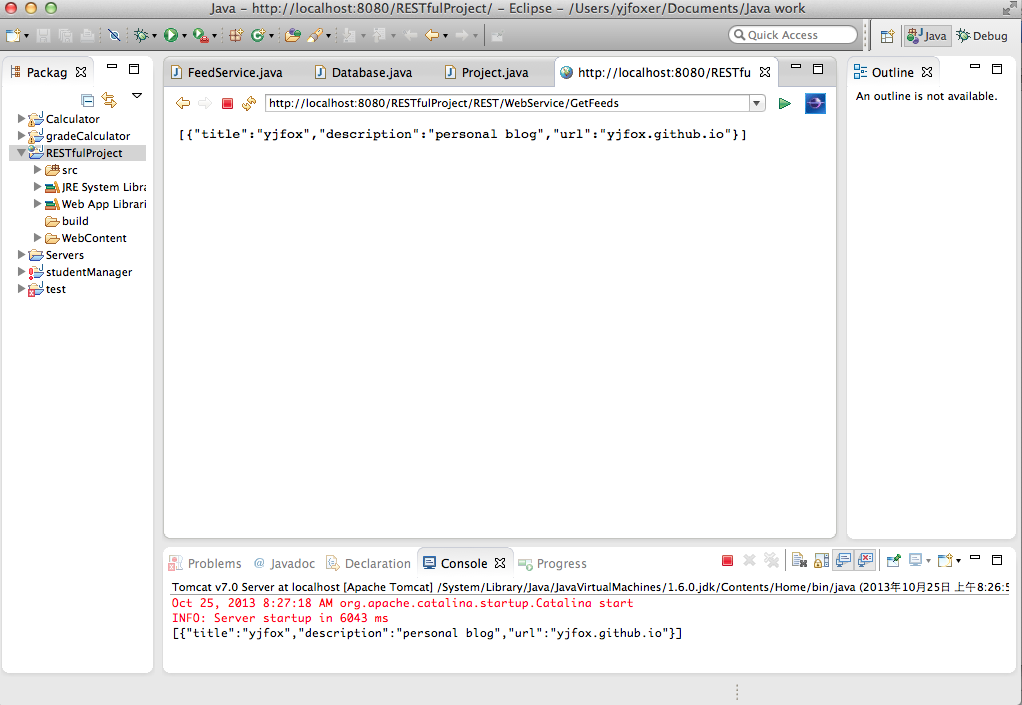 Java – http://localhost:8080/RESTfulProject/ – Eclipse – /Users/yjfoxer/Documents/Java work
Quick Access
Java
Debug
Packag
FeedService.java
Database.java
Project.java
http://localhost:8080/RESTfu
Outline
http://localhost:8080/RESTfulProject/REST/WebService/GetFeeds
An outline is not available.
Calculator
gradeCalculator
RESTfulProject
src
JRE System Libra
Web App Librari
build
WebContent
Servers
studentManager
test
[{"title":"yjfox","description":"personal blog","url":"yjfox.github.io"}]
Problems
@ Javadoc
Declaration
Console
Progress
Tomcat v7.0 Server at localhost [Apache Tomcat] /System/Library/Java/JavaVirtualMachines/1.6.0.jdk/Contents/Home/bin/java (2013年10月25日 上午8:26:5
Oct 25, 2013 8:27:18 AM org.apache.catalina.startup.Catalina start
INFO: Server startup in 6043 ms
[{"title":"yjfox","description":"personal blog","url":"yjfox.github.io"}]